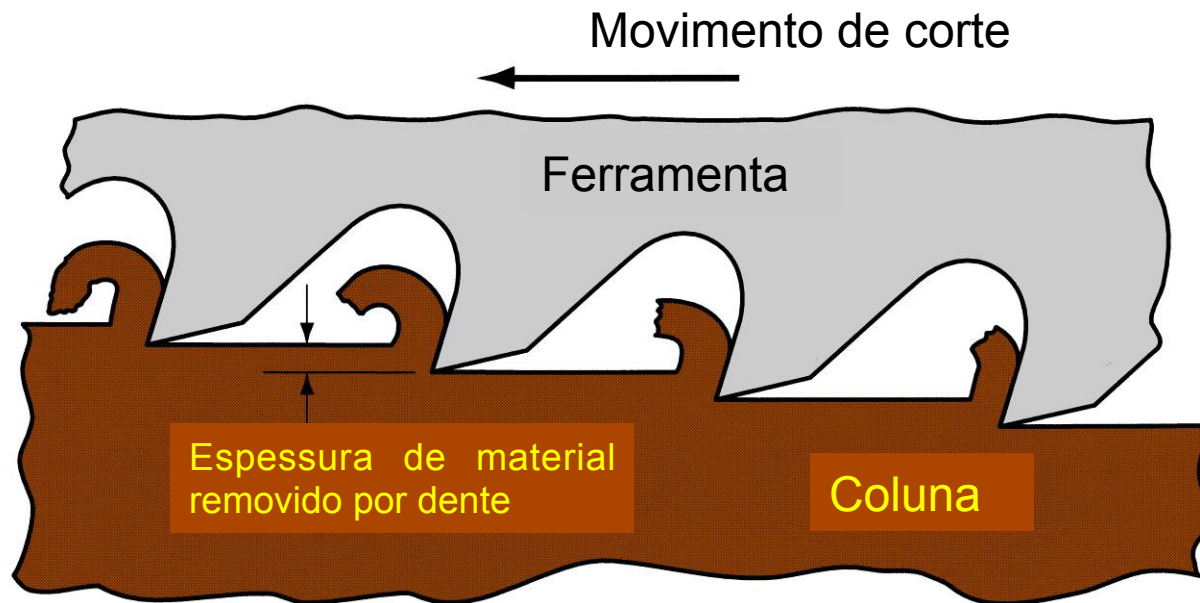 Movimento de corte
Ferramenta
Espessura de material
removido por dente
Coluna